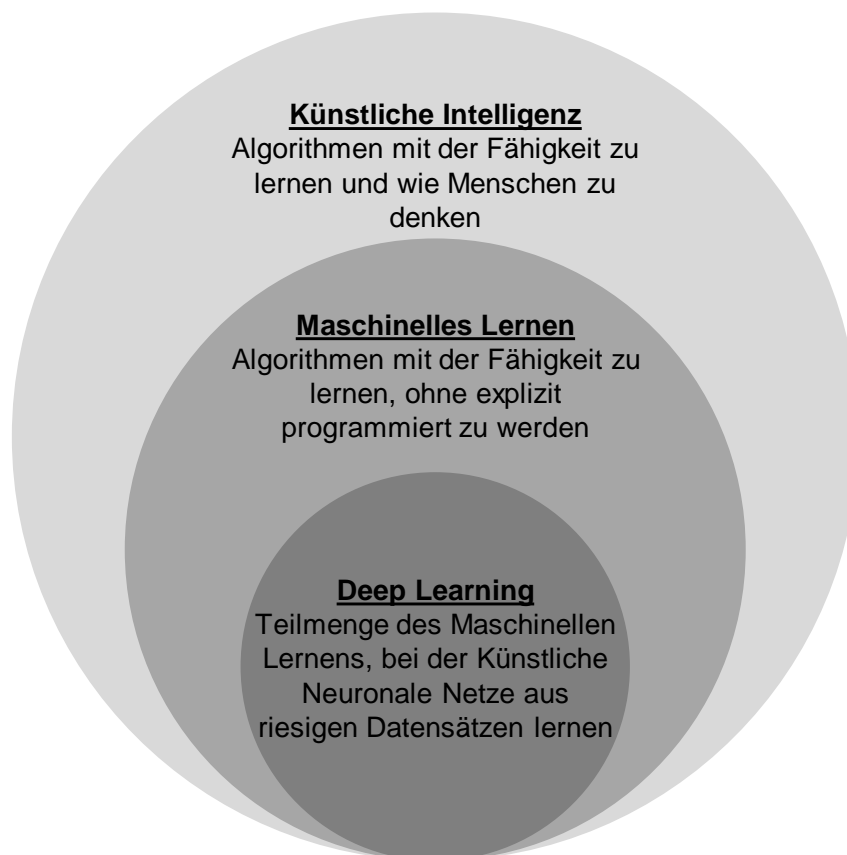 Künstliche Intelligenz
Algorithmen mit der Fähigkeit zu
lernen und wie Menschen zu
denken
Maschinelles Lernen
Algorithmen mit der Fähigkeit zu
lernen, ohne explizit
programmiert zu werden
Deep Learning
Teilmenge des Maschinellen
Lernens, bei der Künstliche
Neuronale Netze aus
riesigen Datensätzen lernen